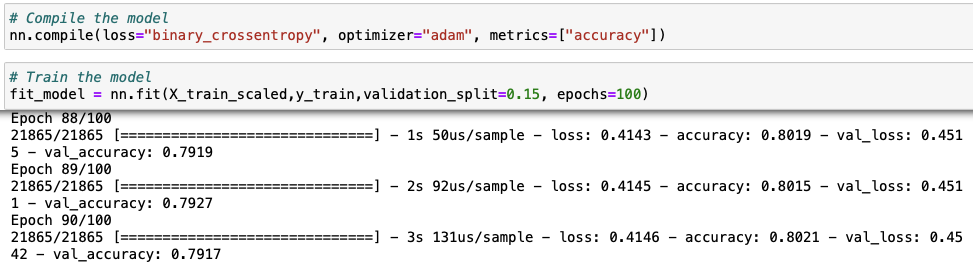 # Compile the model
nn.compile(loss="binary_crossentropy", optimizer="adam", metrics=["accuracy"])
# Train the model
fit_model = nn.fit(X_train_scaled,y_train,validation_split=0.15, epochs=100)
Epoch 88/100
21865/21865 [==============================] - 1s 50us/sample - loss: 0.4143 - accuracy: 0.8019 - val_loss: 0.451
5 - val_accuracy: 0.7919
Epoch 89/100
21865/21865 [==============================] - 2s 92us/sample - loss: 0.4145 - accuracy: 0.8015 - val_loss: 0.451
1 - val_accuracy: 0.7927
Epoch 90/100
21865/21865 [==============================] - 3s 131us/sample - loss: 0.4146 - accuracy: 0.8021 - val_loss: 0.45
42 - val_accuracy: 0.7917